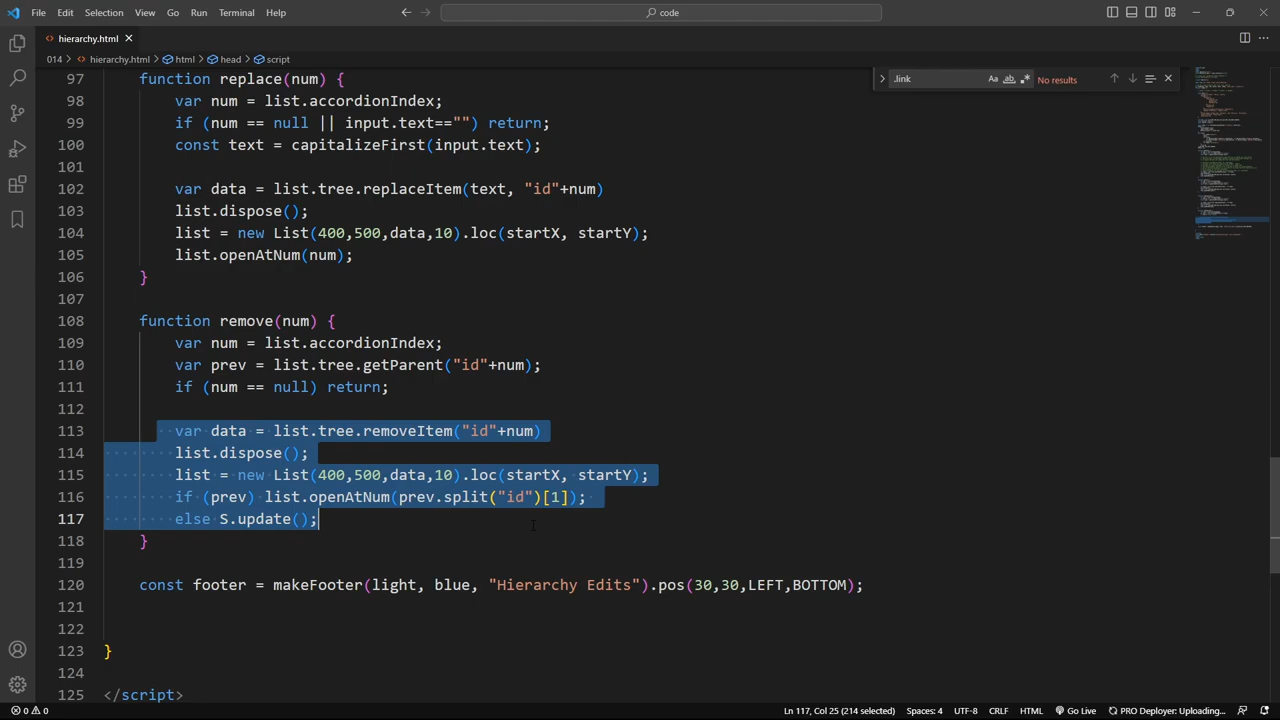 File Edit Selection View Go Run Terminal Help
code
hierarchy.html
014 > hierarchy.html > html > head > script
.link
Aa ab No results
97 function replace(num) {
98 var num = list.accordionIndex;
99 if (num == null || input.text=="") return;
100 const text = capitalizeFirst(input.text);
101
102 var data = list.tree.replaceItem(text, "id"+num)
103 list.dispose();
104 list = new List(400,500,data,10).loc(startX, startY);
105 list.openAtNum(num);
106 }
107
108 function remove(num) {
109 var num = list.accordionIndex;
110 var prev = list.tree.getParent("id"+num);
111 if (num == null) return;
112
113 var data = list.tree.removeItem("id"+num)
114 list.dispose();
115 list = new List(400,500,data,10).loc(startX, startY);
116 if (prev) list.openAtNum(prev.split("id")[1]);
117 else S.update();
118 }
119
120 const footer = makeFooter(light, blue, "Hierarchy Edits").pos(30,30,LEFT,BOTTOM);
121
122
123 }
124
125 </script>
0 0 Ln 117, Col 25 (214 selected) Spaces: 4 UTF-8 CRLF HTML Go Live PRO Deployer: Uploading...